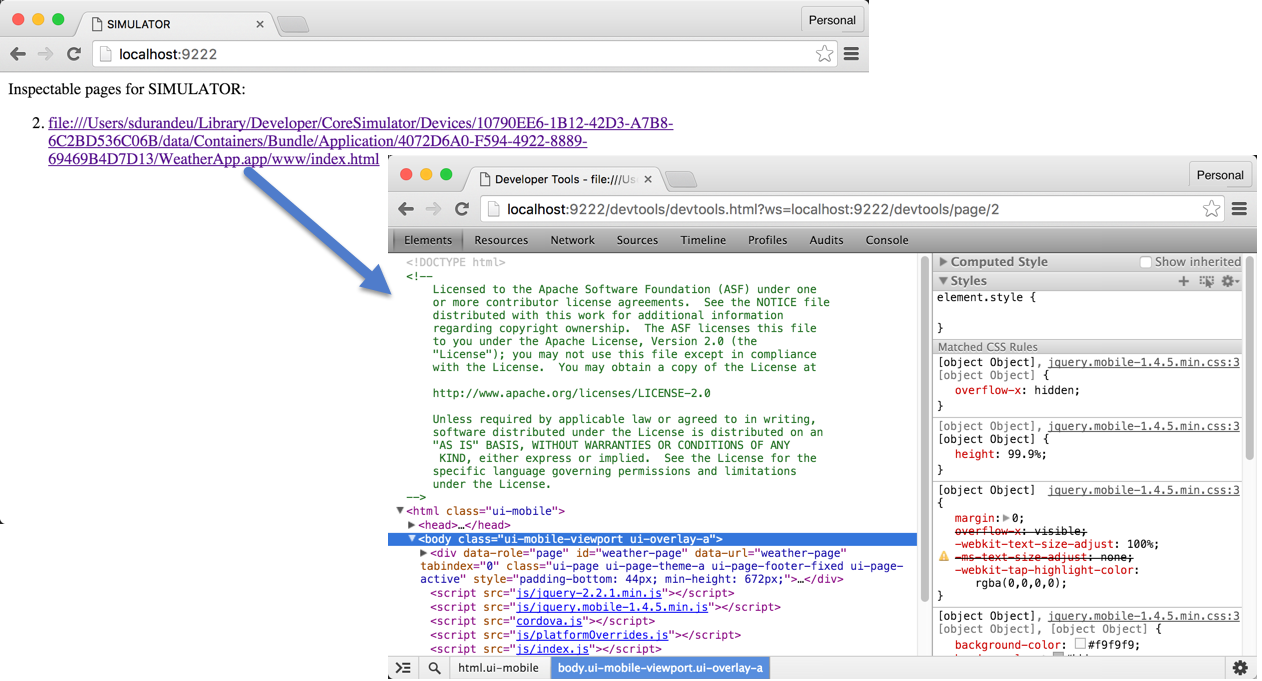 SIMULATOR
Personal
localhost:9222
Inspectable pages for SIMULATOR:
2. file:///Users/sdurandeu/Library/Developer/CoreSimulator/Devices/10790EE6-1B12-42D3-A7B8-
6C2BD536C06B/data/Containers/Bundle/Application/4072D6A0-F594-4922-8889-
69469B4D7D13/WeatherApp.app/www/index.html
Developer Tools - file:///Us
Personal
localhost:9222/devtools/devtools.html?ws=localhost:9222/devtools/page/2
Elements Resources Network Sources Timeline Profiles Audits Console
<!DOCTYPE html>
<!--
Licensed to the Apache Software Foundation (ASF) under one
or more contributor license agreements.  See the NOTICE file
distributed with this work for additional information
regarding copyright ownership.  The ASF licenses this file
to you under the Apache License, Version 2.0 (the
"License"); you may not use this file except in compliance
with the License.  You may obtain a copy of the License at
http://www.apache.org/licenses/LICENSE-2.0
Unless required by applicable law or agreed to in writing,
software distributed under the License is distributed on an
"AS IS" BASIS, WITHOUT WARRANTIES OR CONDITIONS OF ANY
KIND, either express or implied.  See the License for the
specific language governing permissions and limitations
under the License.
-->
<html class="ui-mobile">
<head>…</head>
<body class="ui-mobile-viewport ui-overlay-a">
<div data-role="page" id="weather-page" data-url="weather-page"
tabindex="0" class="ui-page ui-page-theme-a ui-page-footer-fixed ui-page-
active" style="padding-bottom: 44px; min-height: 672px;">…</div>
<script src="js/jquery-2.2.1.min.js"></script>
<script src="js/jquery.mobile-1.4.5.min.js"></script>
<script src="cordova.js"></script>
<script src="js/platformOverrides.js"></script>
<script src="js/index.js"></script>
html.ui-mobile body.ui-mobile-viewport.ui-overlay-a
Computed Style Show inherited
Styles
element.style {
}
Matched CSS Rules
[object Object], jquery.mobile-1.4.5.min.css:3
[object Object] {
overflow-x: hidden;
}
[object Object], jquery.mobile-1.4.5.min.css:3
[object Object] {
height: 99.9%;
}
[object Object] jquery.mobile-1.4.5.min.css:3
{
margin: 0;
overflow-x: visible;
-webkit-text-size-adjust: 100%;
-ms-text-size-adjust: none;
-webkit-tap-highlight-color:
rgba(0,0,0,0);
}
[object Object], jquery.mobile-1.4.5.min.css:3
[object Object], [object Object] {
background-color: #f9f9f9;